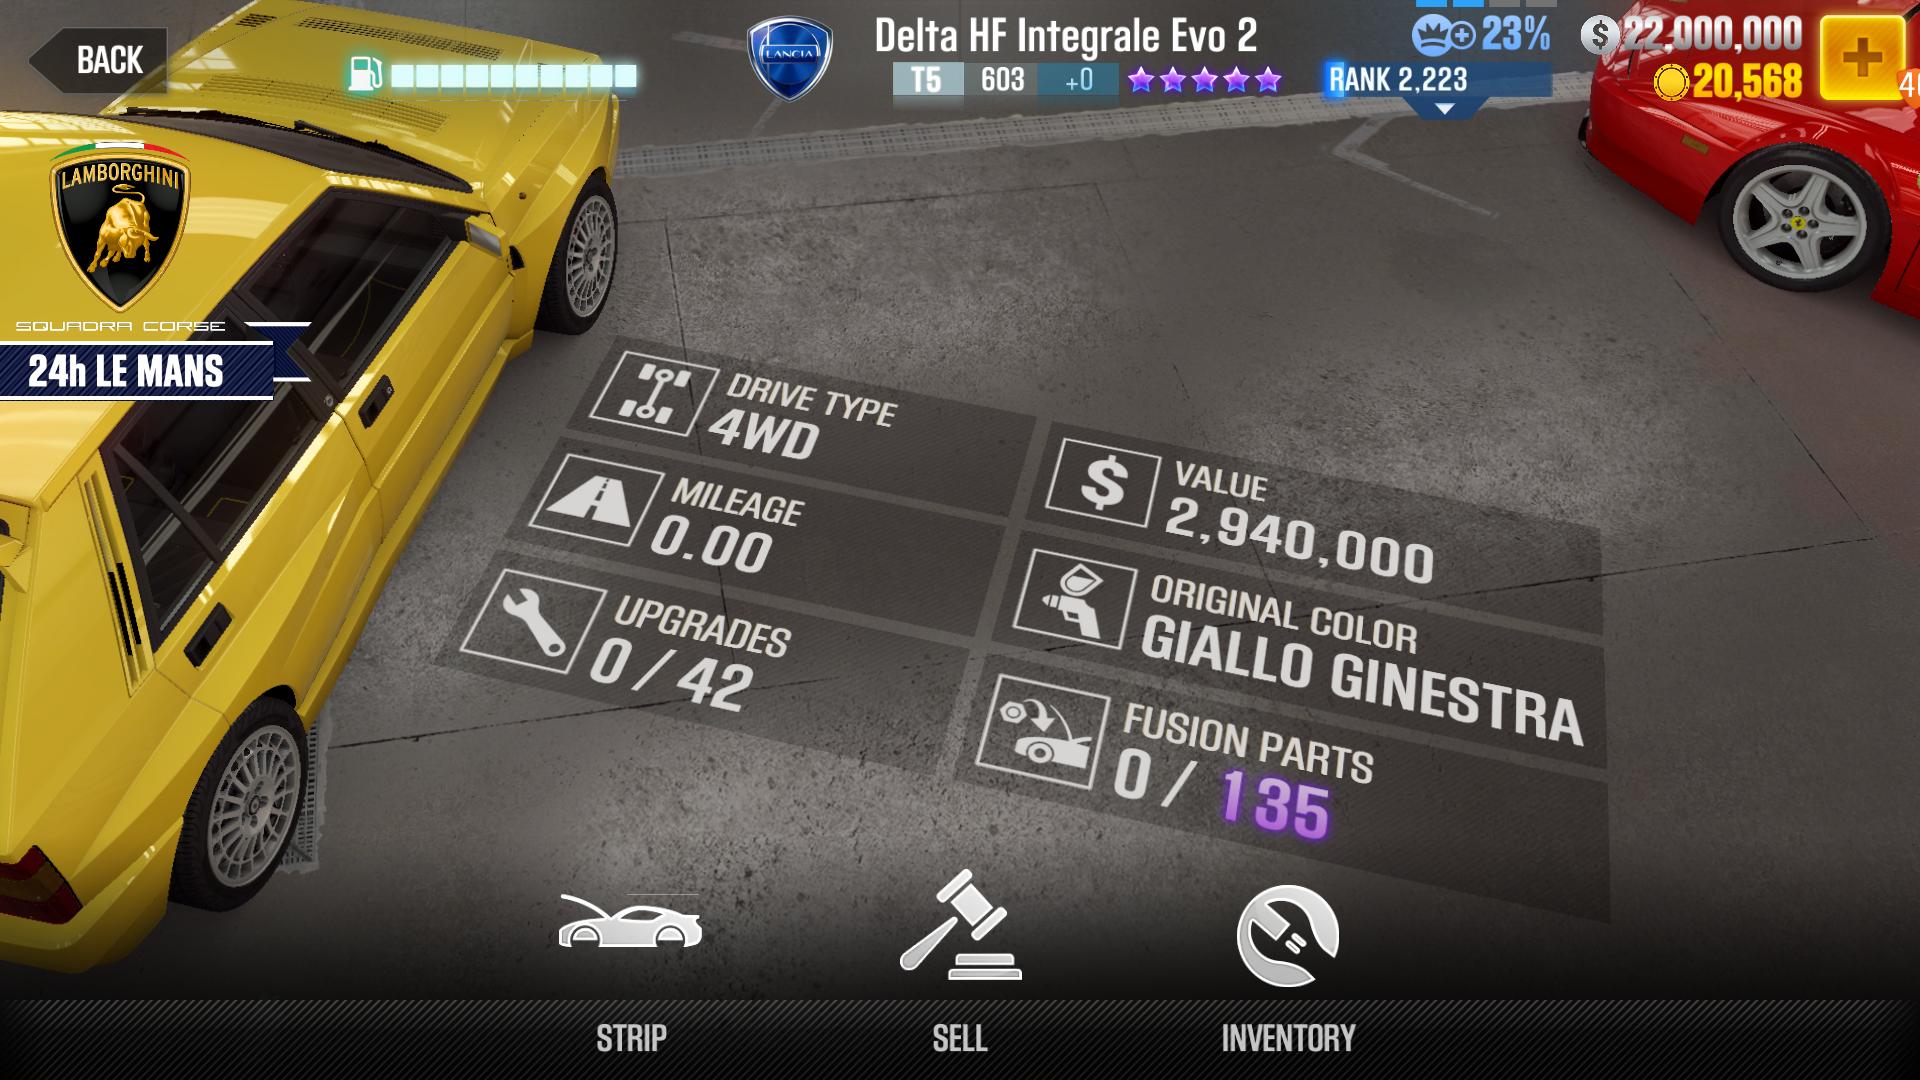 BACK
LANCIA
Delta HF Integrale Evo 2
T5 603 +0
23%
RANK 2,223
22,000,000
20,568
40
LAMBORGHINI
SQUADRA CORSE
24h LE MANS
DRIVE TYPE
4WD
MILEAGE
0.00
UPGRADES
0 / 42
VALUE
2,940,000
ORIGINAL COLOR
GIALLO GINESTRA
FUSION PARTS
0 / 135
STRIP
SELL
INVENTORY